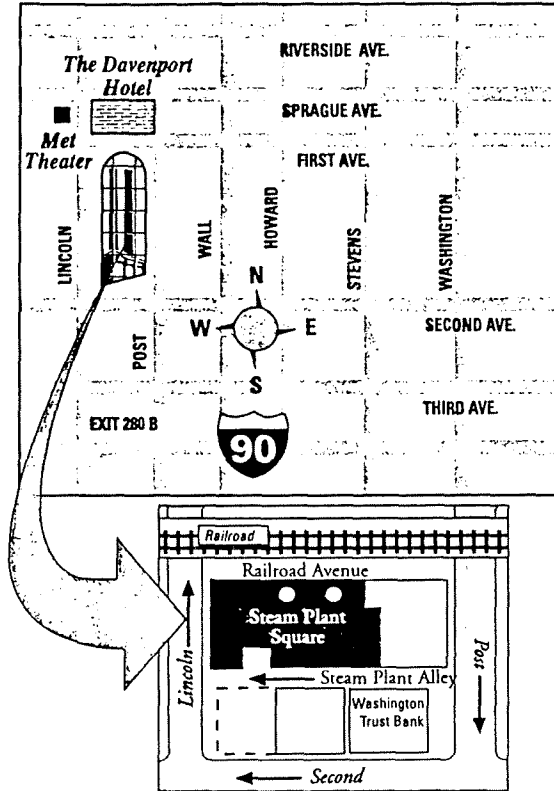 RIVERSIDE AVE.
The Davenport
Hotel
SPRAGUE AVE.
Met
Theater
FIRST AVE.
LINCOLN
WALL
HOWARD
STEVENS
WASHINGTON
N
W E
S
SECOND AVE.
POST
THIRD AVE.
EXIT 280 B
90
Railroad
Railroad Avenue
Steam Plant
Square
Lincoln
Post
Steam Plant Alley
Washington
Trust Bank
Second